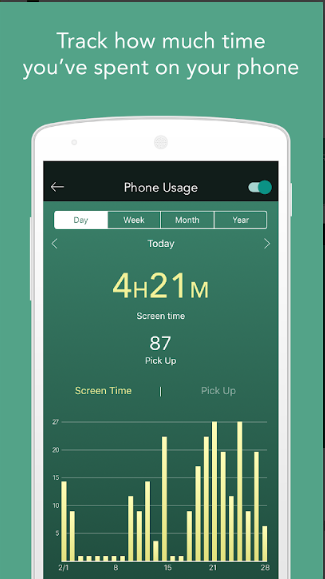 Track how much time
you've spent on your phone
Phone Usage
Day Week Month Year
Today
4H21M
Screen time
87
Pick Up
Screen Time | Pick Up
27
20
15
10
5
2/1 8 15 21 28